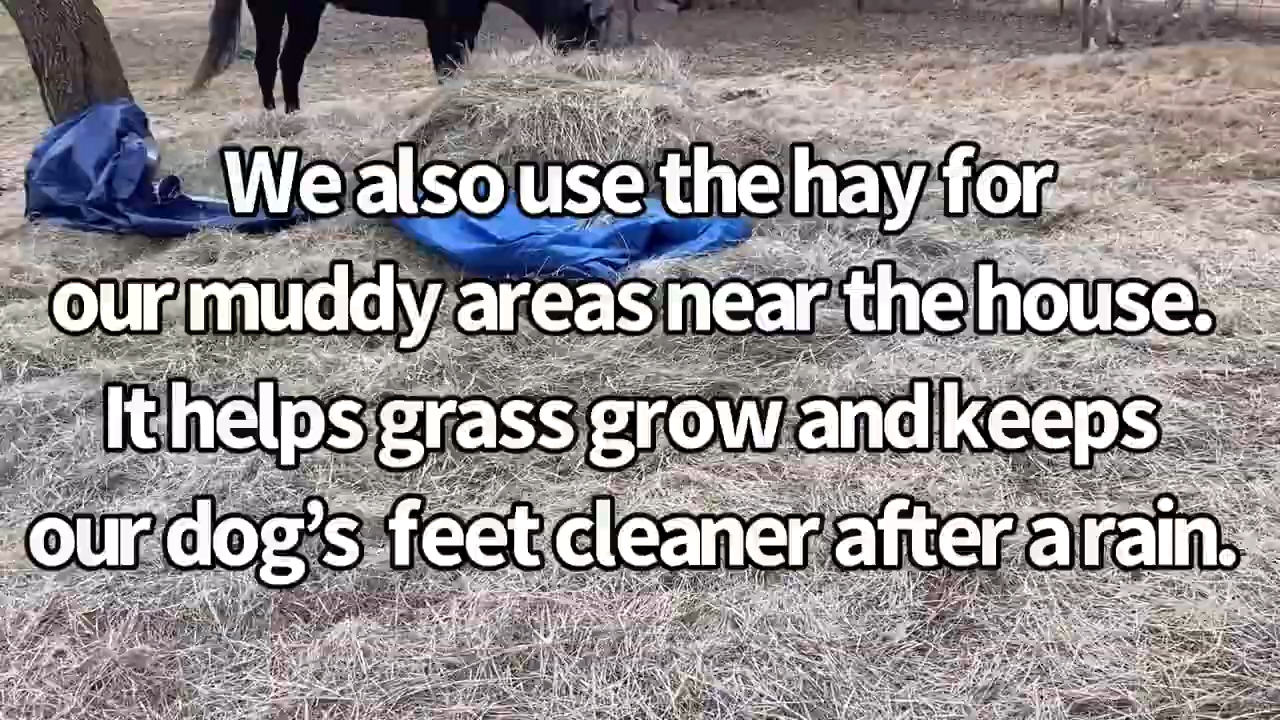 We also use the hay for
our muddy areas near the house.
It helps grass grow and keeps
our dog’s feet cleaner after a rain.